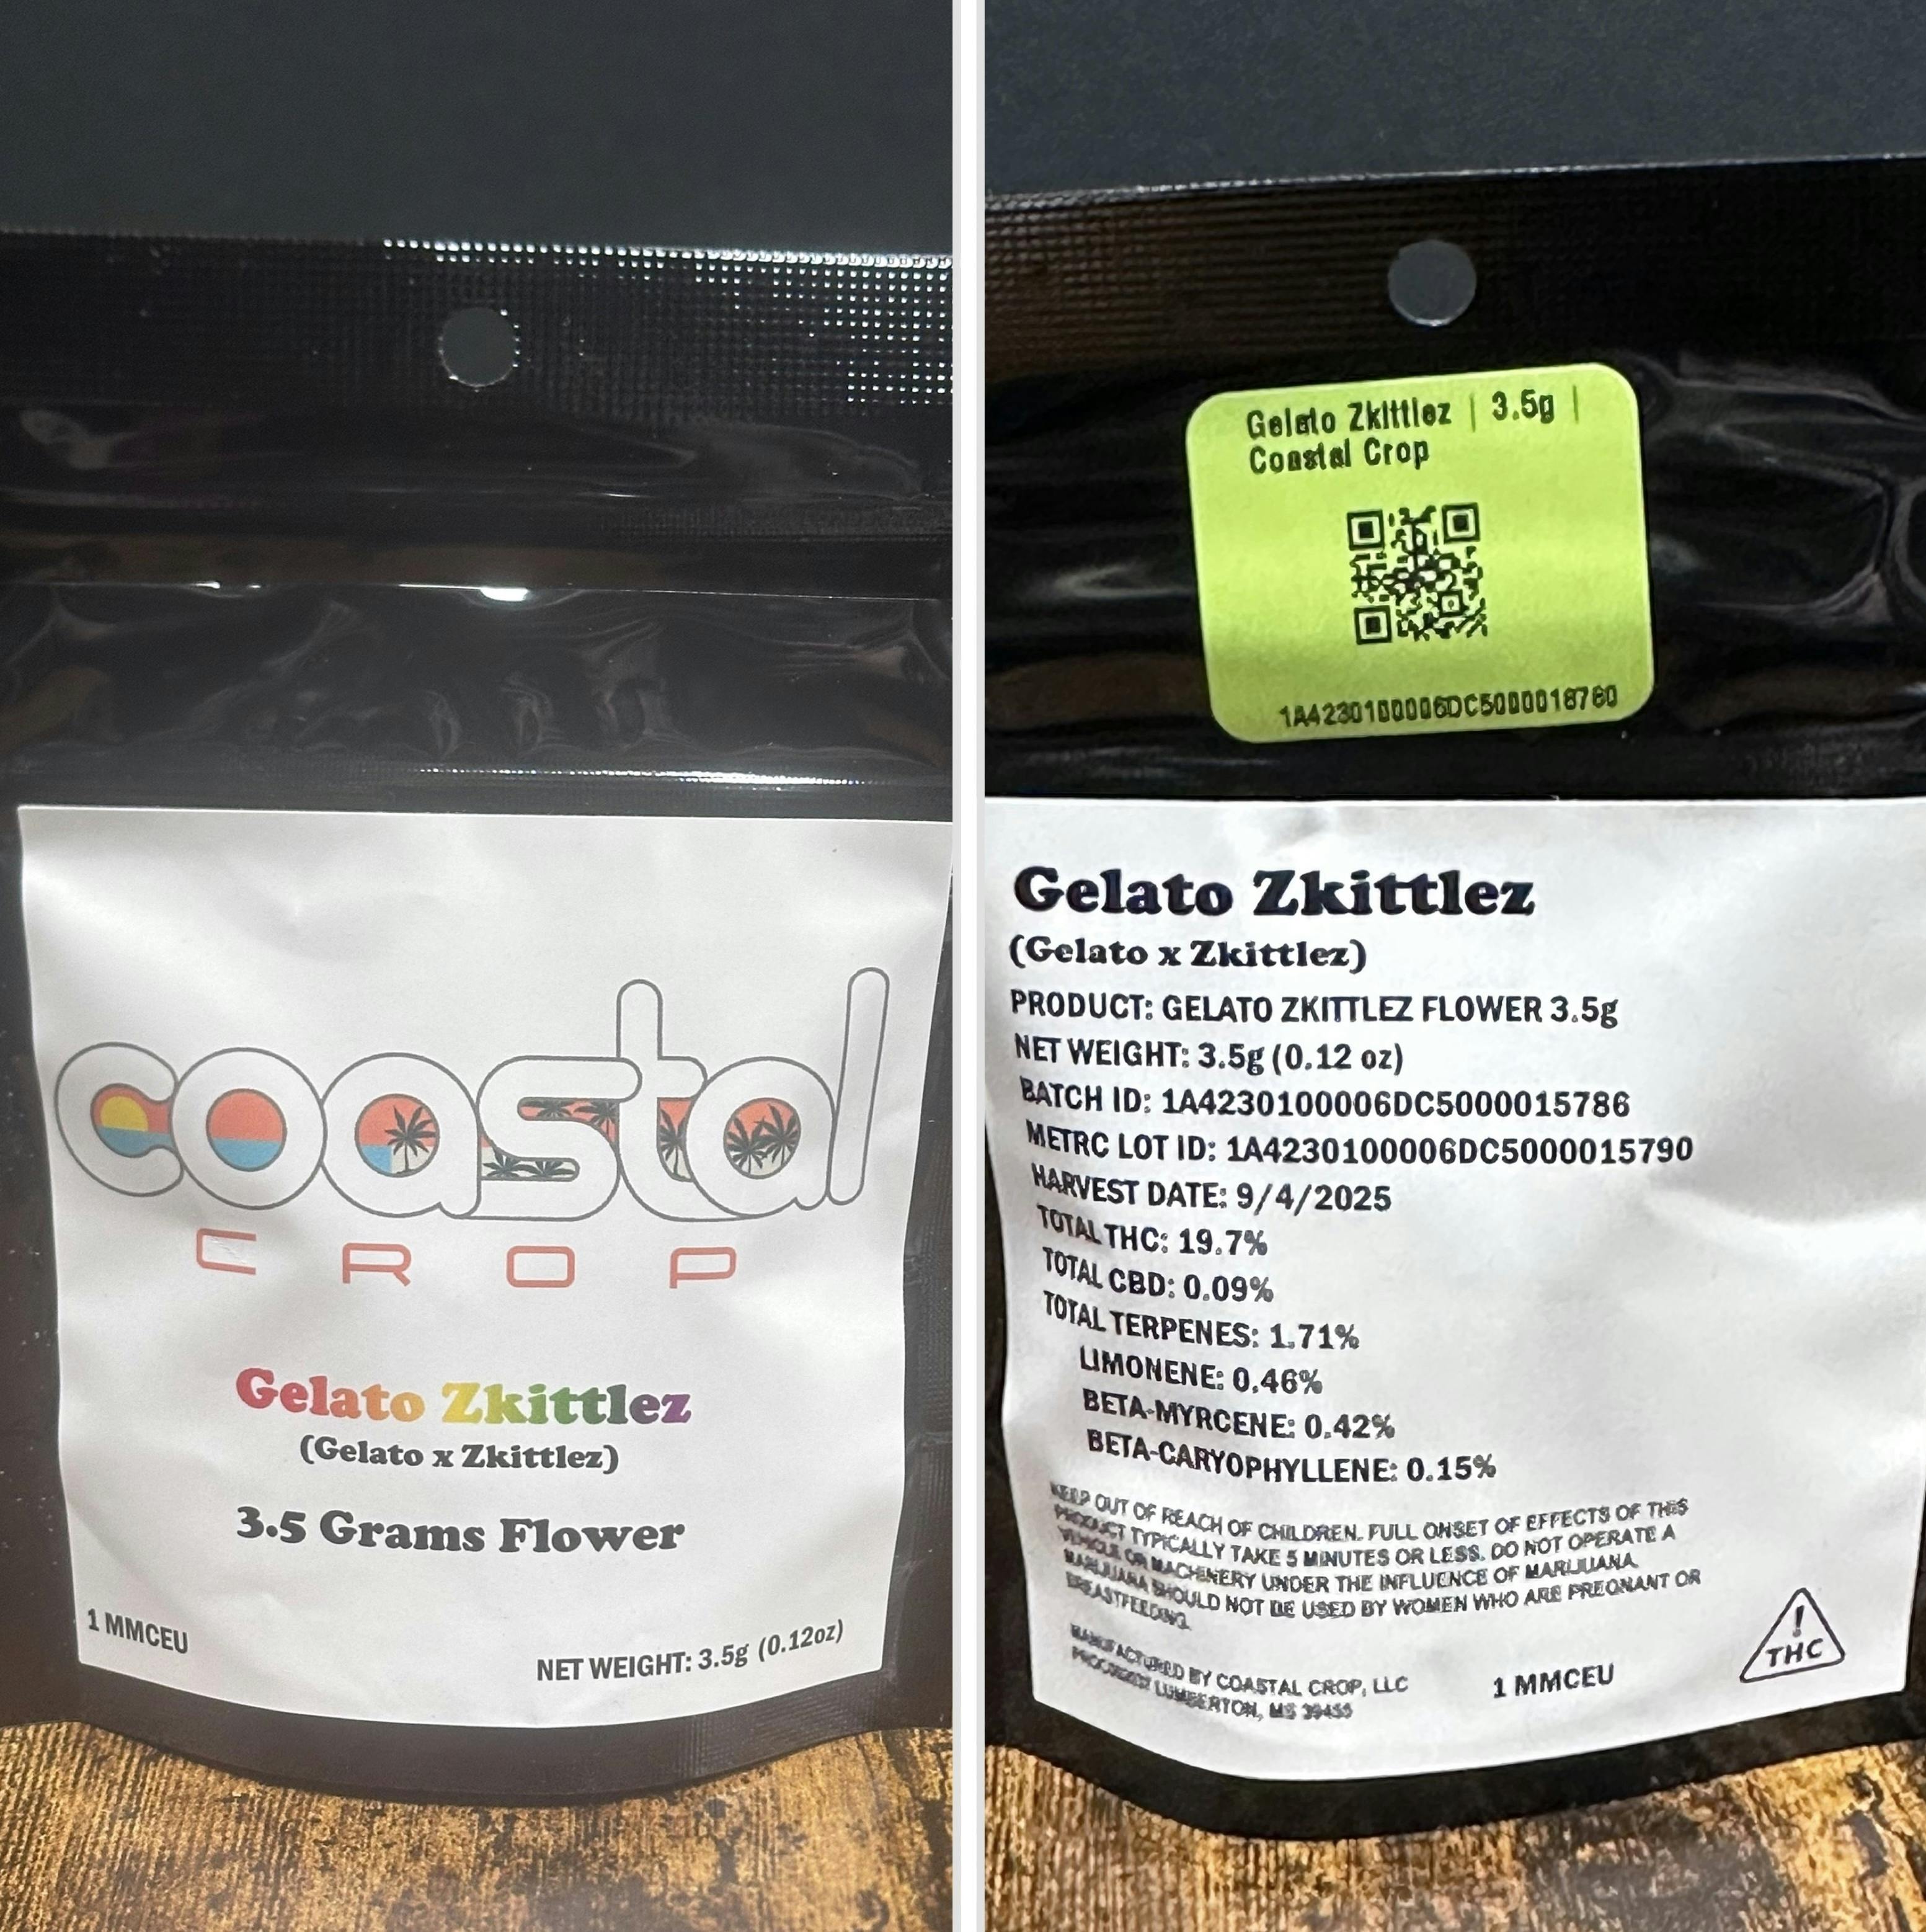 coastal
CROP
Gelato Zkittlez
(Gelato x Zkittlez)
3.5 Grams Flower
1 MMCEU
NET WEIGHT: 3.5g (0.12oz)
Gelato Zkittlez | 3.5g |
Coastal Crop
1A4230100006DC5000018760
Gelato Zkittlez
(Gelato x Zkittlez)
PRODUCT: GELATO ZKITTLEZ FLOWER 3.5g
NET WEIGHT: 3.5g (0.12 oz)
BATCH ID: 1A4230100006DC5000015786
METRC LOT ID: 1A4230100006DC5000015790
HARVEST DATE: 9/4/2025
TOTAL THC: 19.7%
TOTAL CBD: 0.09%
TOTAL TERPENES: 1.71%
LIMONENE: 0.46%
BETA-MYRCENE: 0.42%
BETA-CARYOPHYLLENE: 0.15%
KEEP OUT OF REACH OF CHILDREN. FULL ONSET OF EFFECTS OF THIS
PRODUCT TYPICALLY TAKE 5 MINUTES OR LESS. DO NOT OPERATE A
VEHICLE OR MACHINERY UNDER THE INFLUENCE OF MARIJUANA.
MARIJUANA SHOULD NOT BE USED BY WOMEN WHO ARE PREGNANT OR
BREASTFEEDING.
MANUFACTURED BY COASTAL CROP, LLC
LUMBERTON, MS 39455
1 MMCEU
!
THC